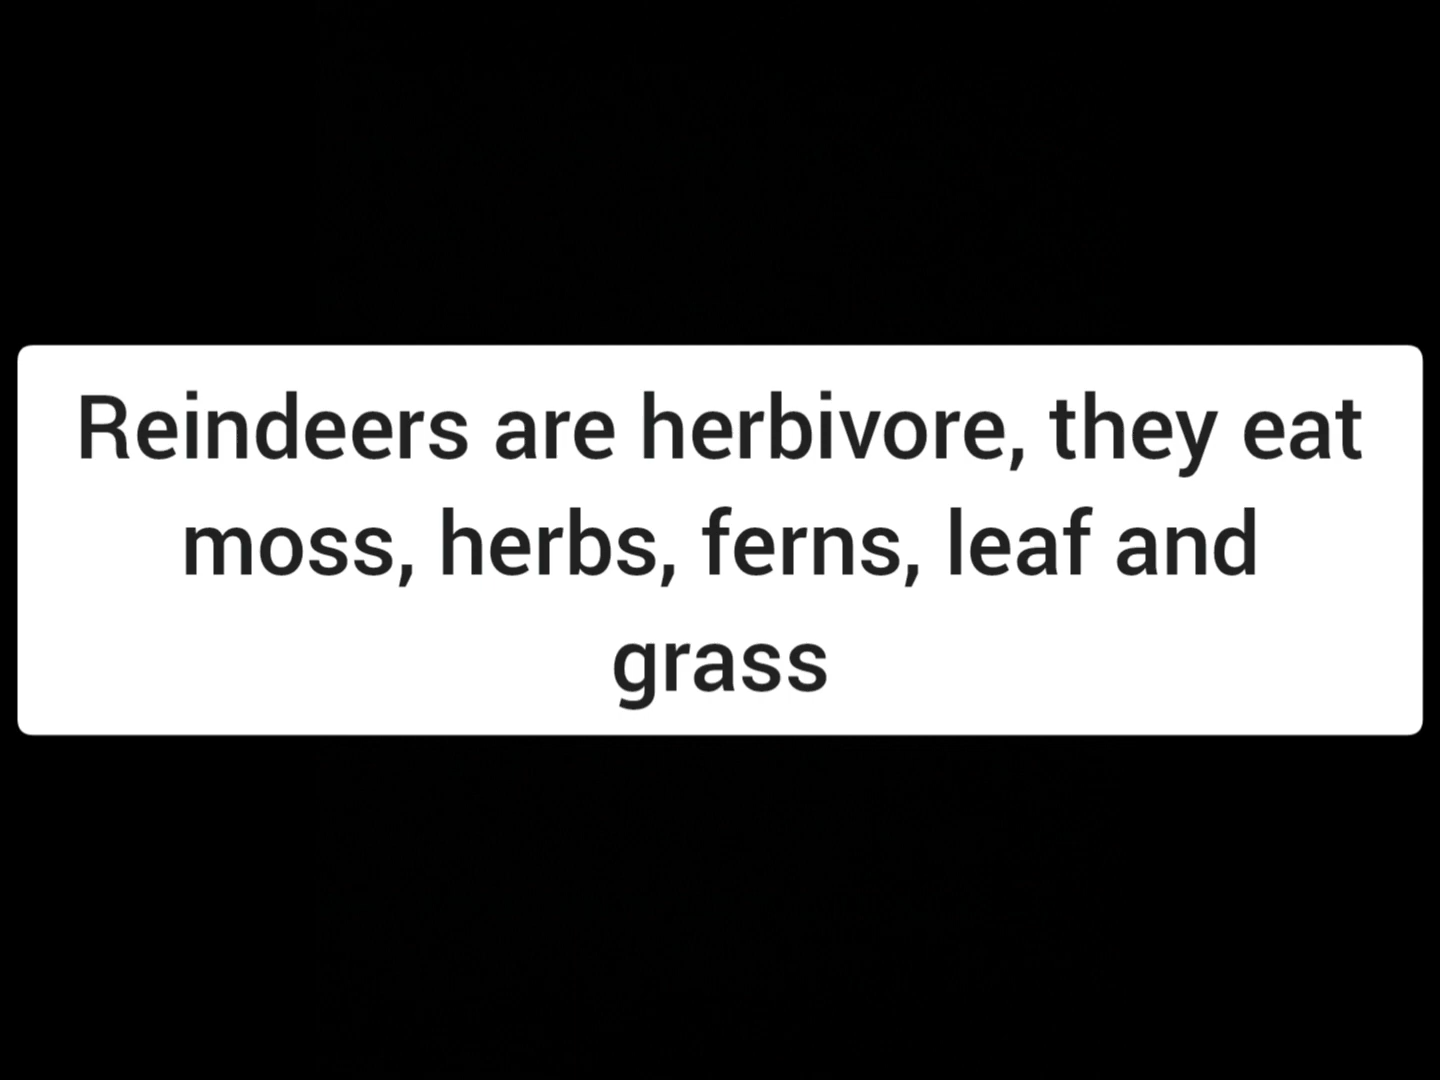 Reindeers are herbivore, they eat
moss, herbs, ferns, leaf and
grass